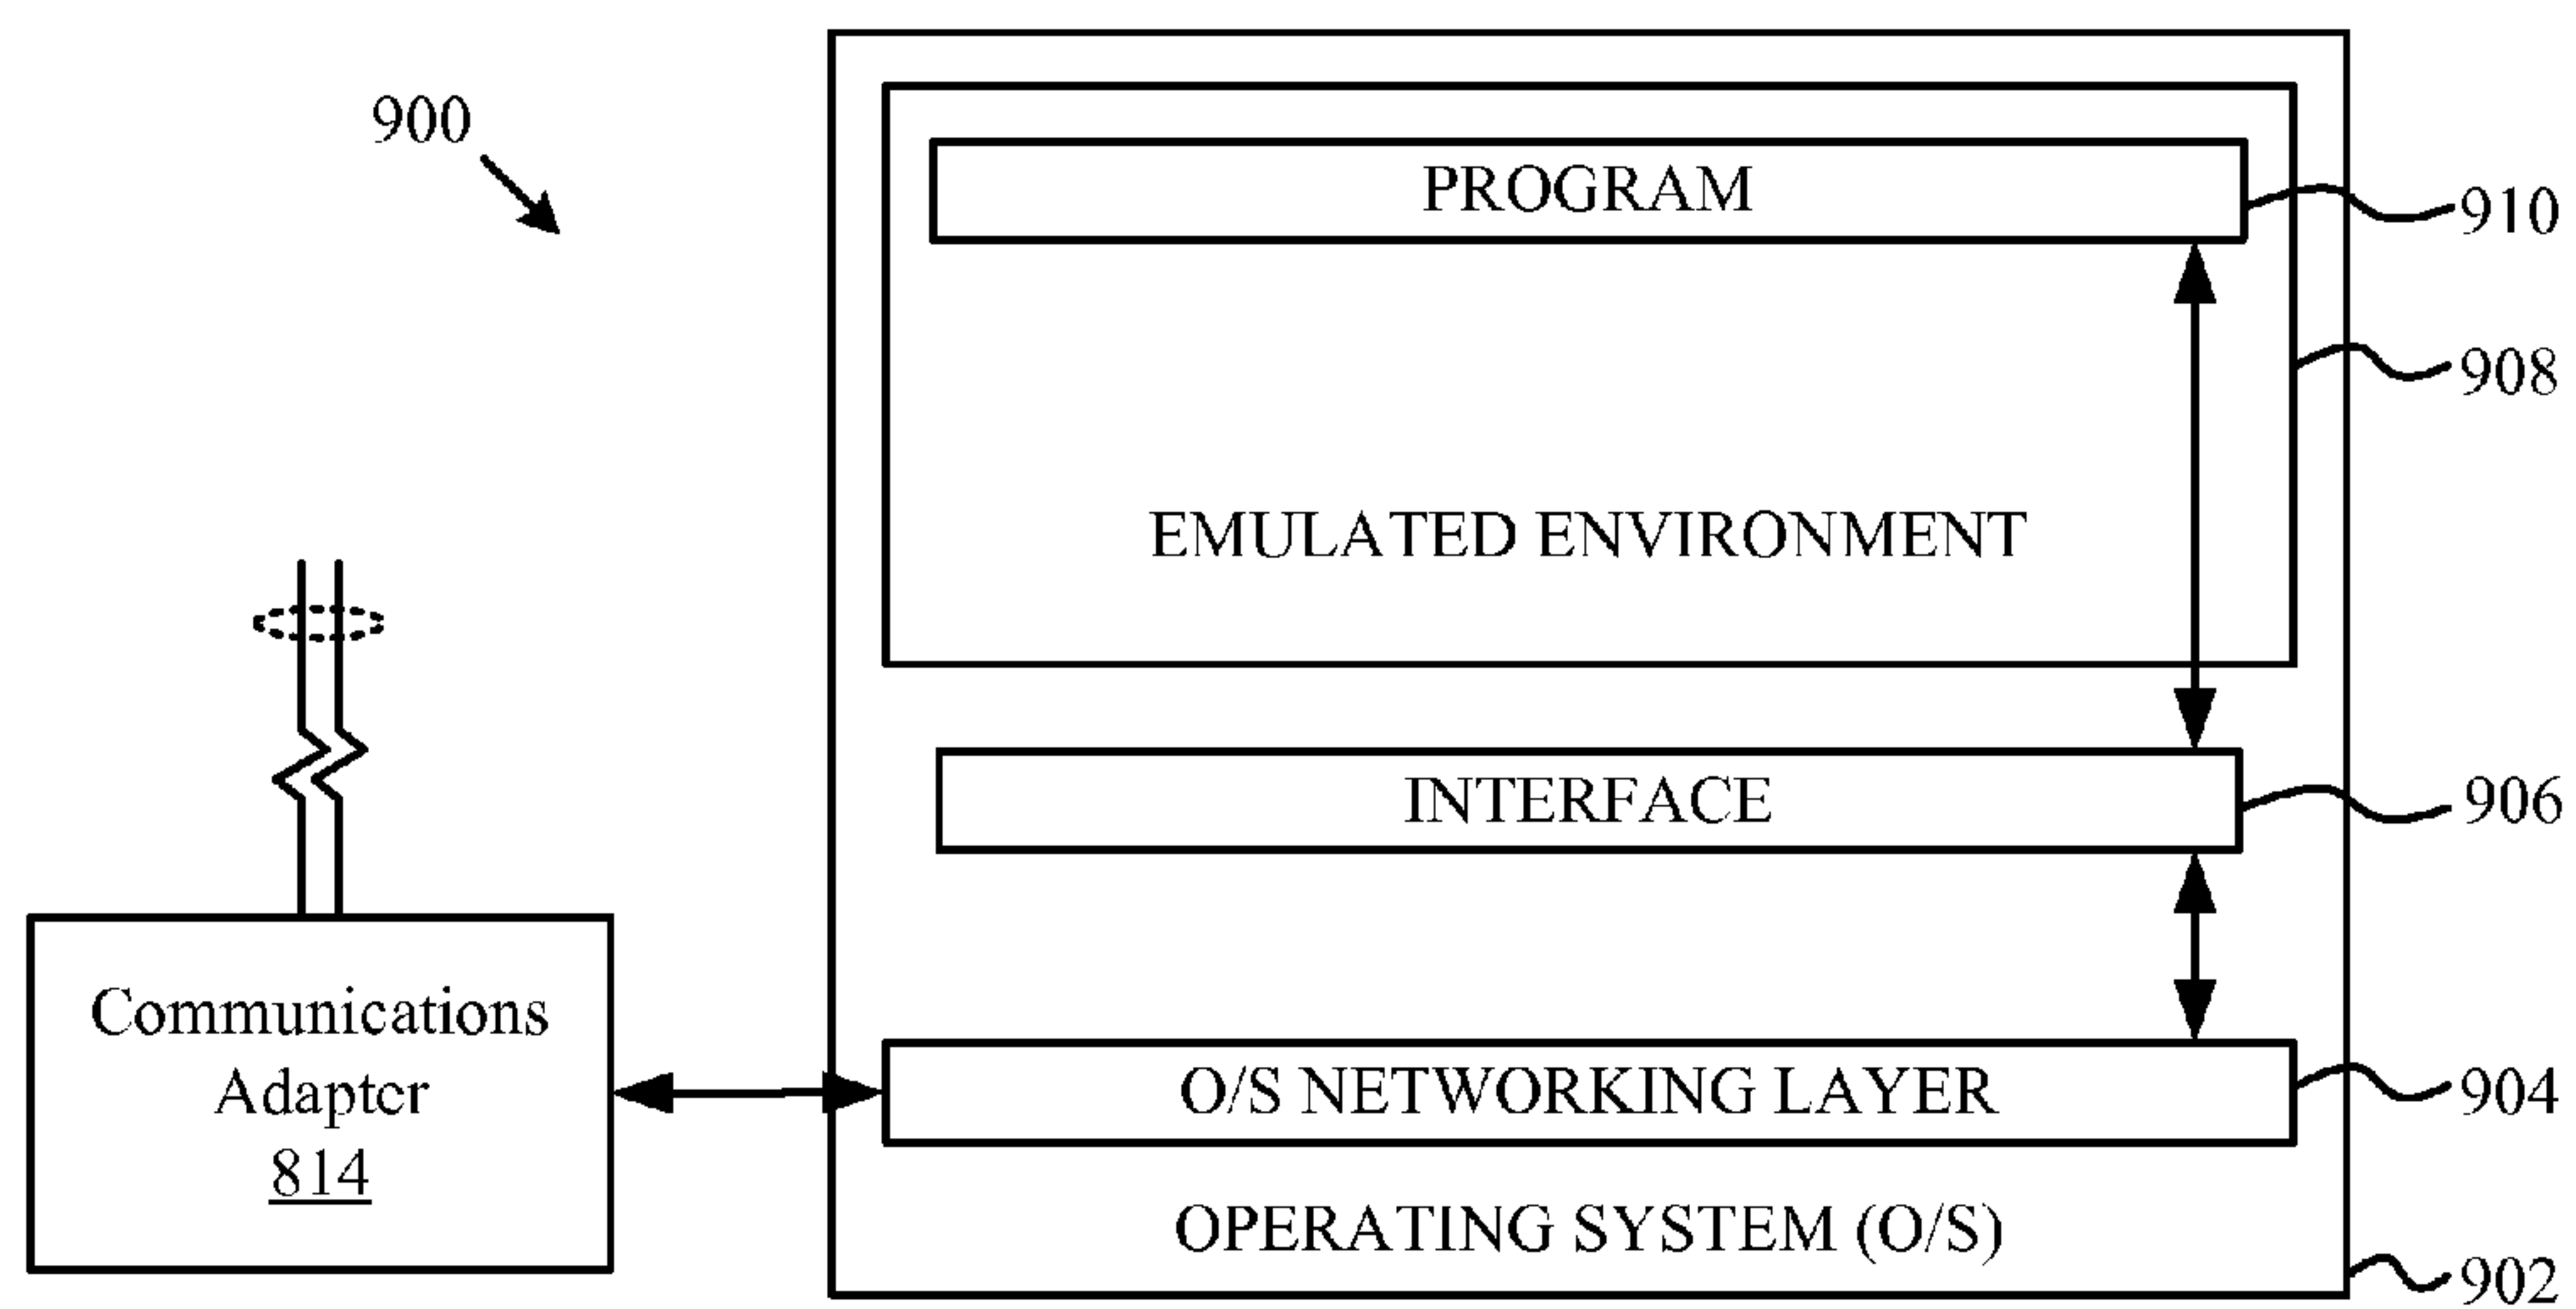 900
PROGRAM
910
908
EMULATED ENVIRONMENT
INTERFACE
906
Communications
Adapter
814
O/S NETWORKING LAYER
904
OPERATING SYSTEM (O/S)
902